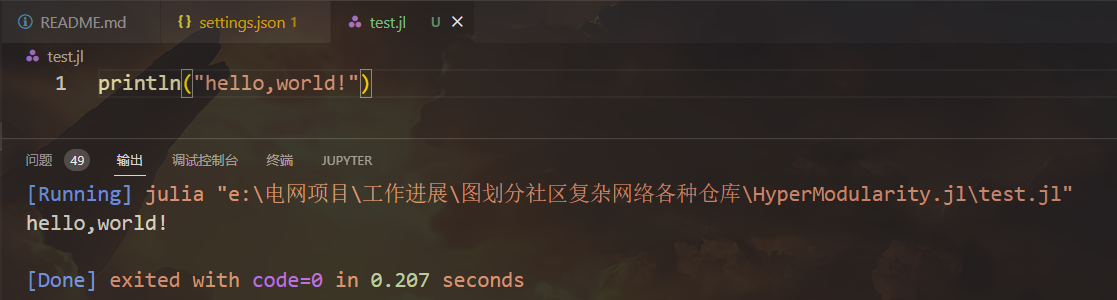 README.md settings.json 1 test.jl U
test.jl
1 println("hello,world!")
问题 49 输出 调试控制台 终端 JUPYTER
[Running] julia "e:\电网项目\工作进展\图划分社区复杂网络各种仓库\HyperModularity.jl\test.jl"
hello,world!
[Done] exited with code=0 in 0.207 seconds